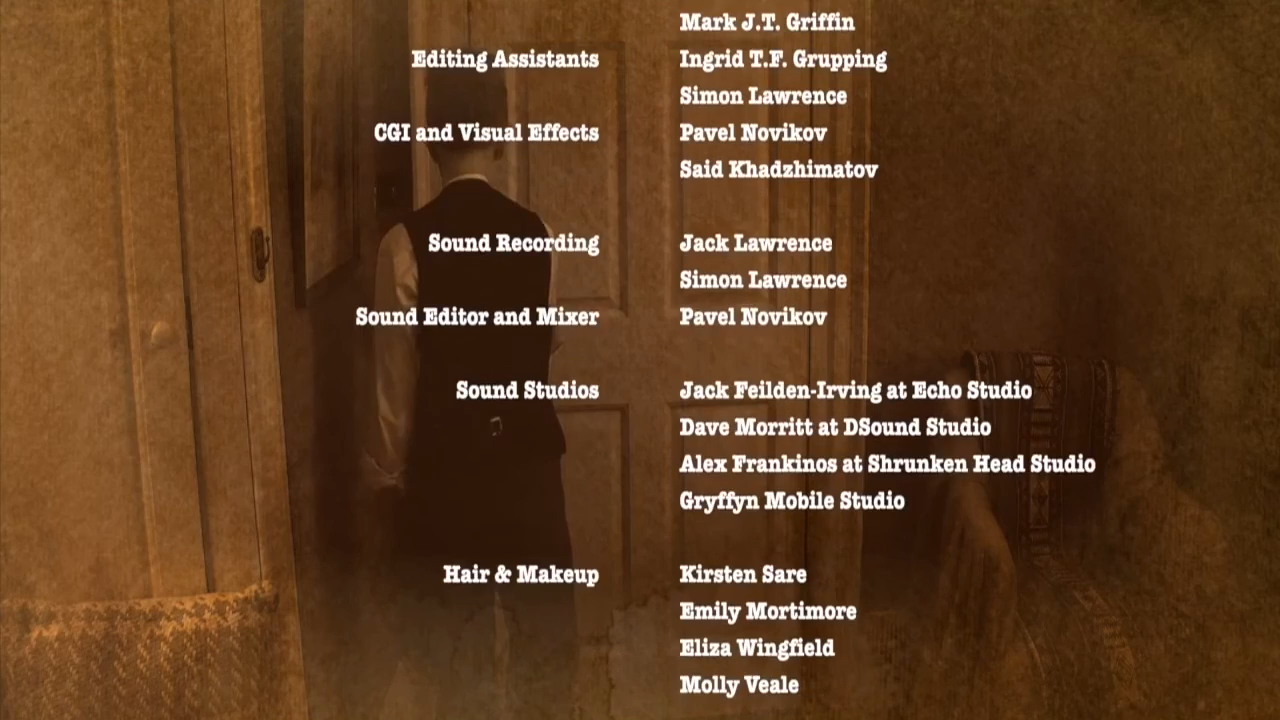 Mark J.T. Griffin
Editing Assistants Ingrid T.F. Grupping
Simon Lawrence
CGI and Visual Effects Pavel Novikov
Said Khadzhimatov
Sound Recording Jack Lawrence
Simon Lawrence
Sound Editor and Mixer Pavel Novikov
Sound Studios Jack Feilden-Irving at Echo Studio
Dave Morritt at DSound Studio
Alex Frankinos at Shrunken Head Studio
Gryffyn Mobile Studio
Hair & Makeup Kirsten Sare
Emily Mortimore
Eliza Wingfield
Molly Veale